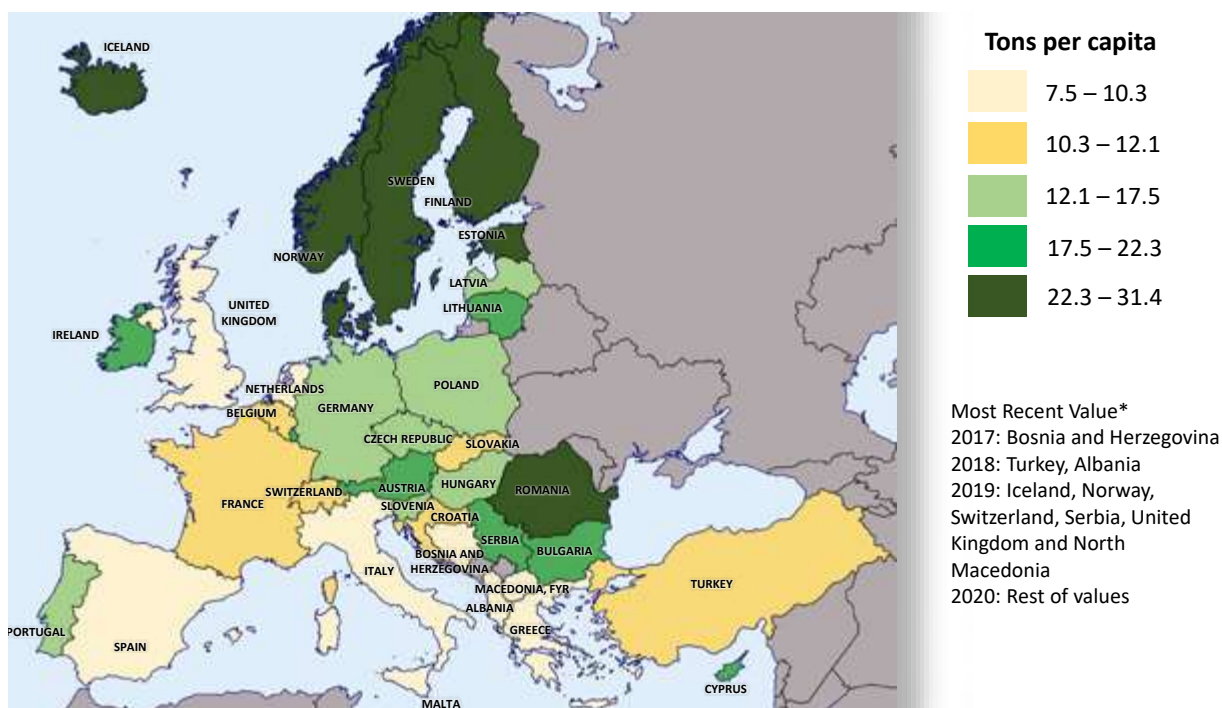 ICELAND
SWEDEN
FINLAND
ESTONIA
NORWAY
LATVIA
LITHUANIA
UNITED
KINGDOM
IRELAND
NETHERLANDS
POLAND
GERMANY
BELGIUM
CZECH REPUBLIC
SLOVAKIA
SWITZERLAND
AUSTRIA
HUNGARY
ROMANIA
FRANCE
SLOVENIA
CROATIA
SERBIA
BULGARIA
BOSNIA AND
HERZEGOVINA
ITALY
TURKEY
MACEDONIA, FYR
ALBANIA
GREECE
PORTUGAL
SPAIN
CYPRUS
MALTA
Tons per capita
7.5 – 10.3
10.3 – 12.1
12.1 – 17.5
17.5 – 22.3
22.3 – 31.4
Most Recent Value*
2017: Bosnia and Herzegovina
2018: Turkey, Albania
2019: Iceland, Norway,
Switzerland, Serbia, United
Kingdom and North
Macedonia
2020: Rest of values